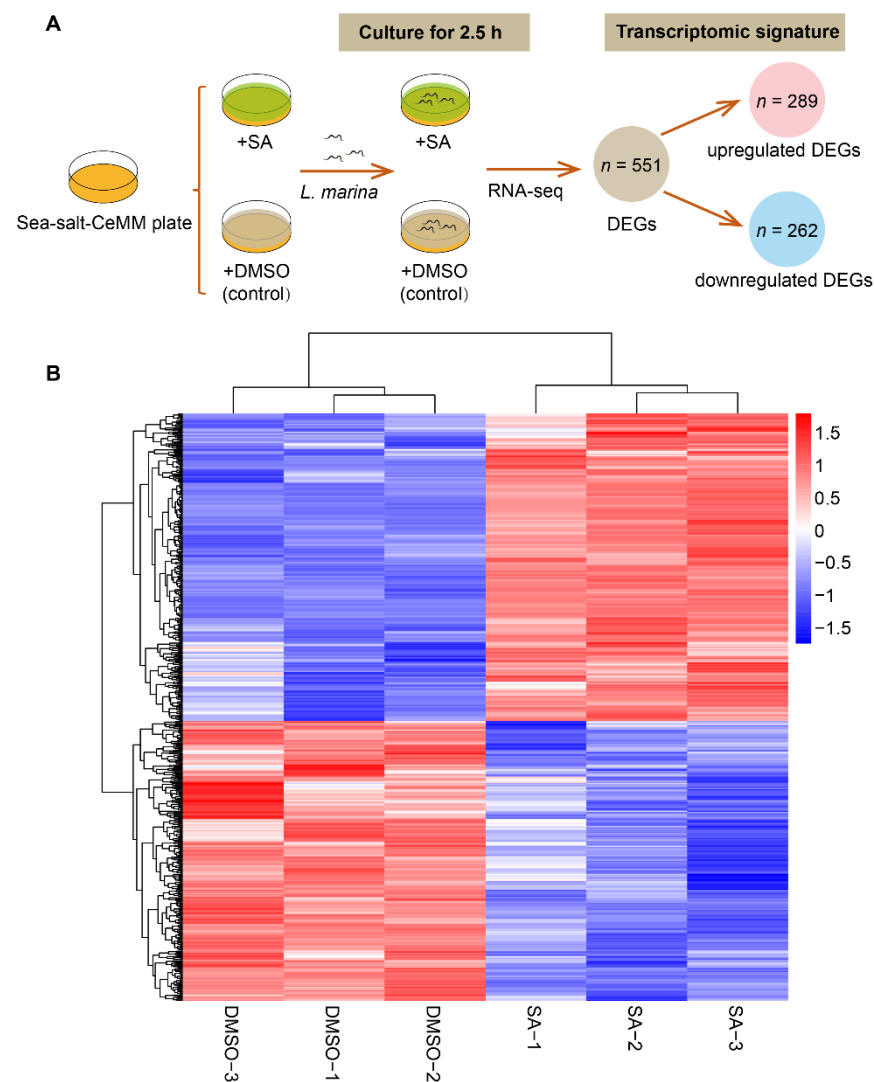 A
Culture for 2.5 h
Transcriptomic signature
+SA
+SA
n = 289
upregulated DEGs
L. marina
RNA-seq
n = 551
DEGs
Sea-salt-CeMM plate
n = 262
downregulated DEGs
+DMSO
(control)
+DMSO
(control)
B
1.5
1
0.5
0
−0.5
−1
−1.5
DMSO−3
DMSO−1
DMSO−2
SA−1
SA−2
SA−3